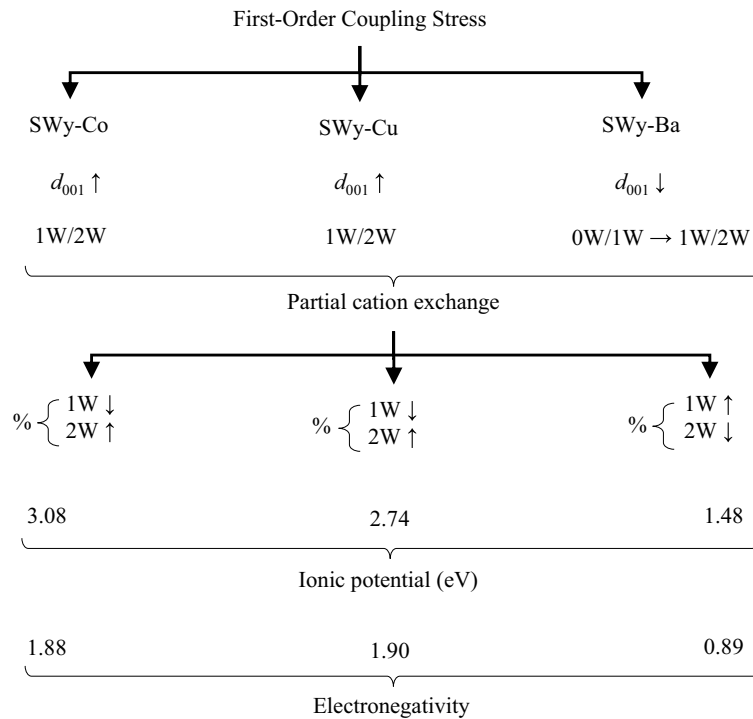 First-Order Coupling Stress
SWy-Co SWy-Cu SWy-Ba
d001 ↑ d001 ↑ d001 ↓
1W/2W 1W/2W 0W/1W → 1W/2W
Partial cation exchange
% { 1W ↓ % { 1W ↓ % { 1W ↑
2W ↑ 2W ↑ 2W ↓
3.08 2.74 1.48
Ionic potential (eV)
1.88 1.90 0.89
Electronegativity